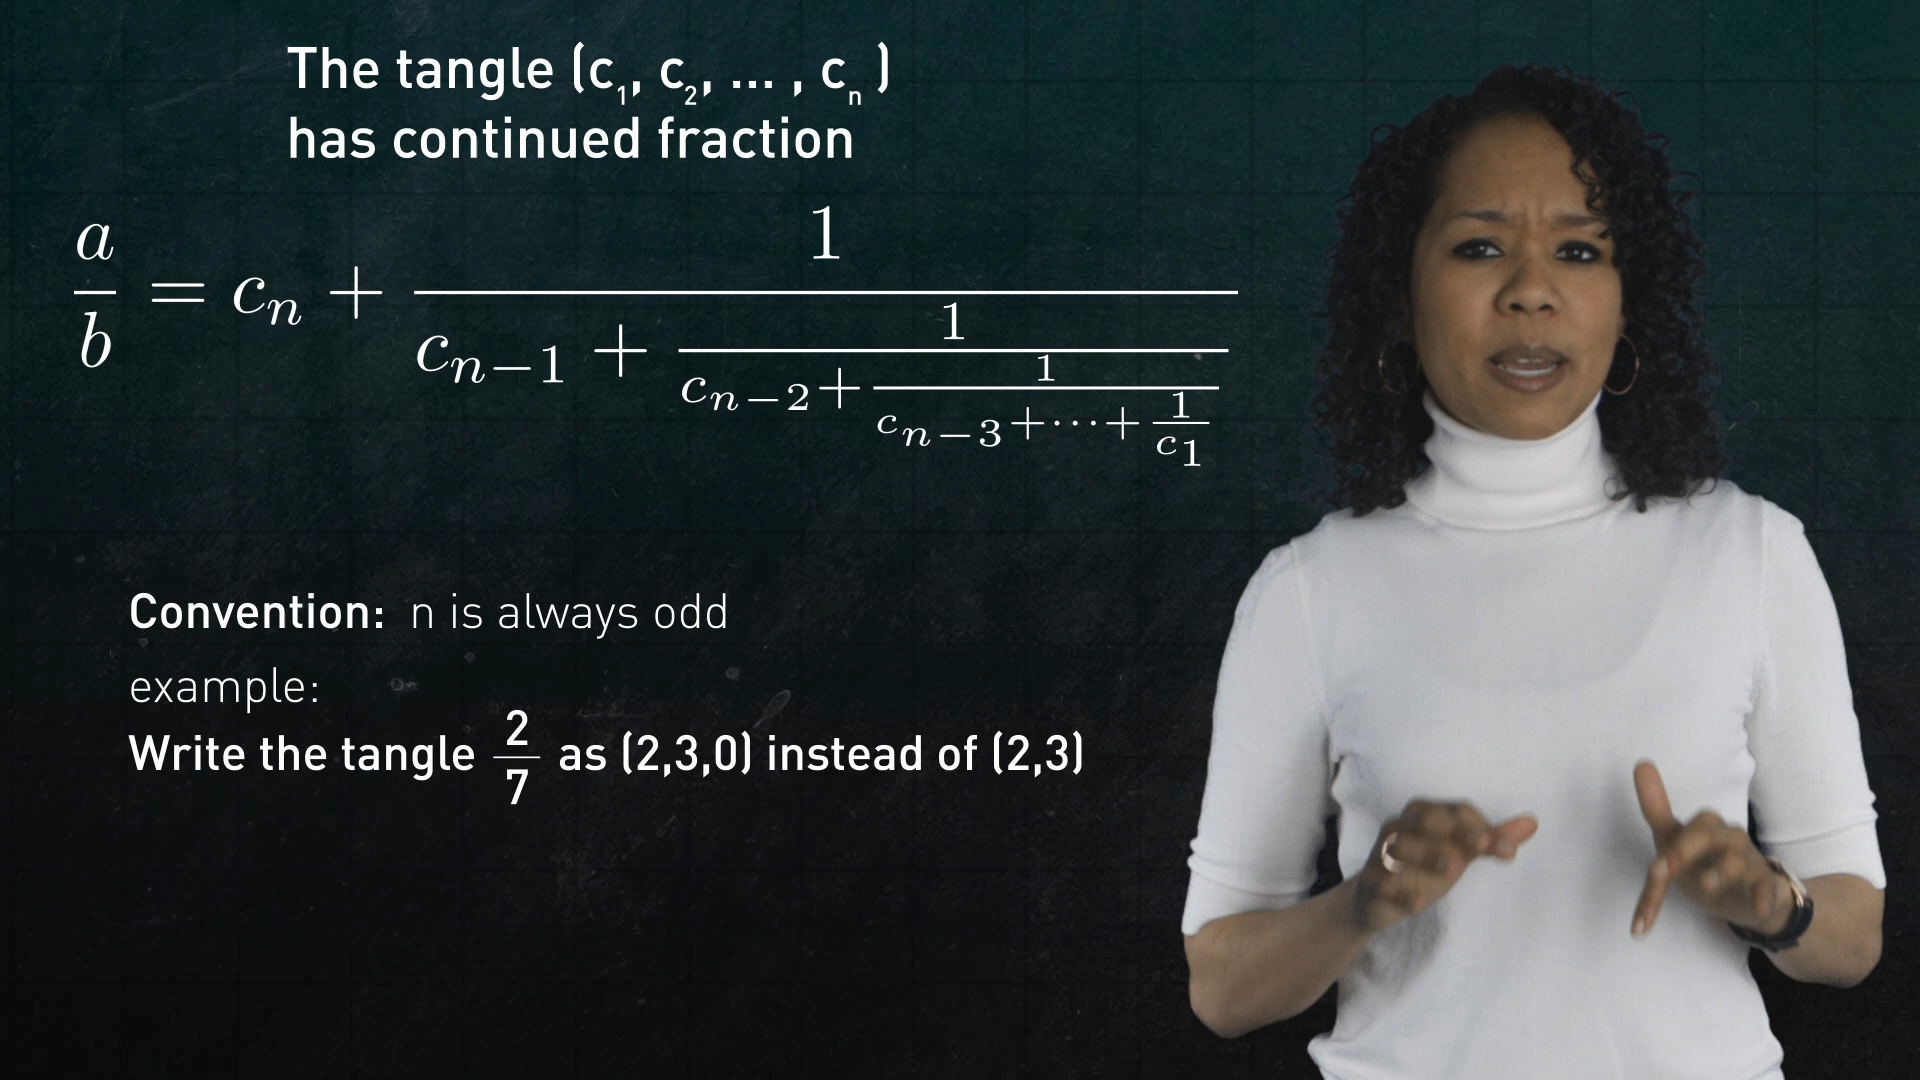 The tangle (c₁, c₂, ... , cₙ)
has continued fraction
a/b = cₙ + 1/(cₙ₋₁ + 1/(cₙ₋₂ + 1/(cₙ₋₃ + ··· + 1/c₁)))
Convention: n is always odd
example:
Write the tangle 2/7 as (2,3,0) instead of (2,3)